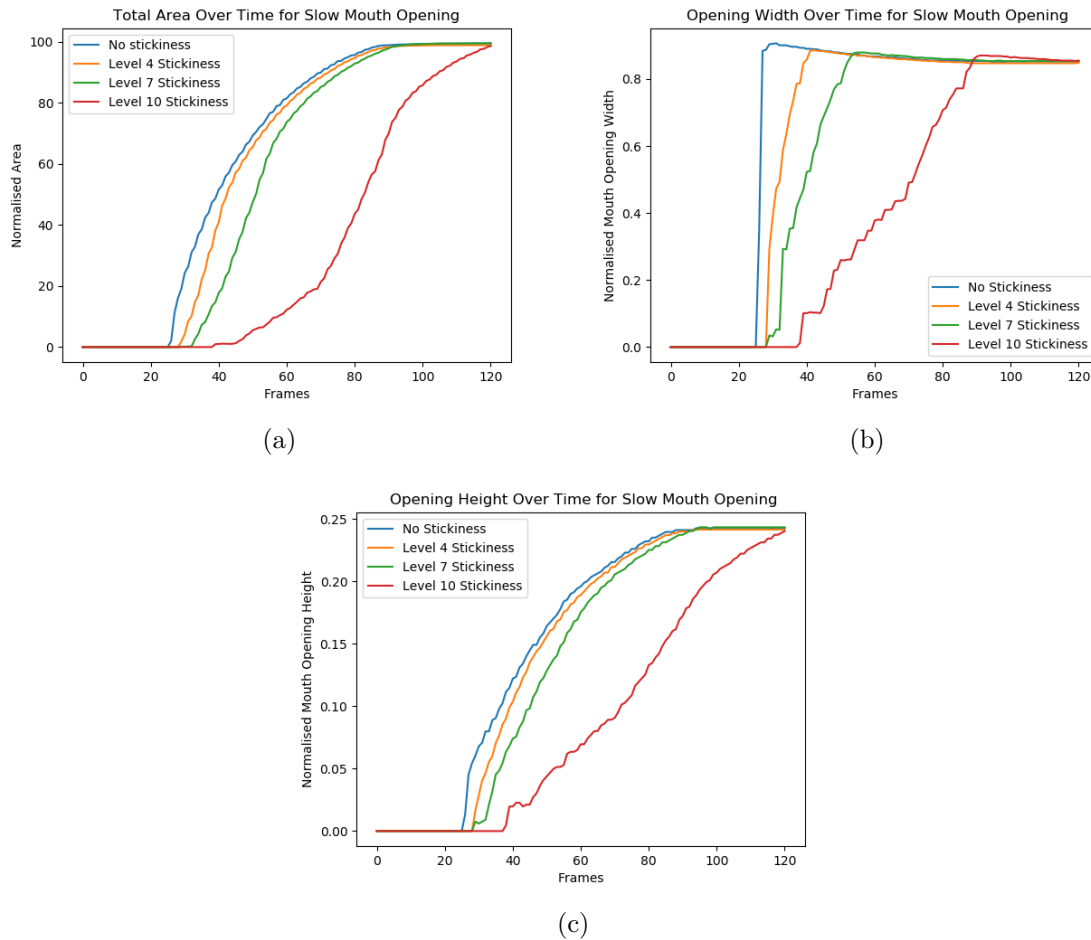 Total Area Over Time for Slow Mouth Opening
No stickiness
Level 4 Stickiness
Level 7 Stickiness
Level 10 Stickiness
Normalised Area
100
80
60
40
20
0
0 20 40 60 80 100 120
Frames
(a)
Opening Width Over Time for Slow Mouth Opening
Normalised Mouth Opening Width
0.8
0.6
0.4
0.2
0.0
No Stickiness
Level 4 Stickiness
Level 7 Stickiness
Level 10 Stickiness
0 20 40 60 80 100 120
Frames
(b)
Opening Height Over Time for Slow Mouth Opening
No Stickiness
Level 4 Stickiness
Level 7 Stickiness
Level 10 Stickiness
Normalised Mouth Opening Height
0.25
0.20
0.15
0.10
0.05
0.00
0 20 40 60 80 100 120
Frames
(c)